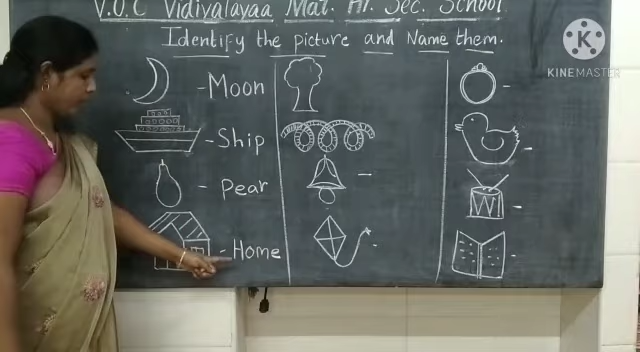 V.O.C Vidiyalayaa Mat. Hr. Sec. School
Identify the picture and Name them.
KINEMASTER
- Moon
- Ship
- Pear
- Home